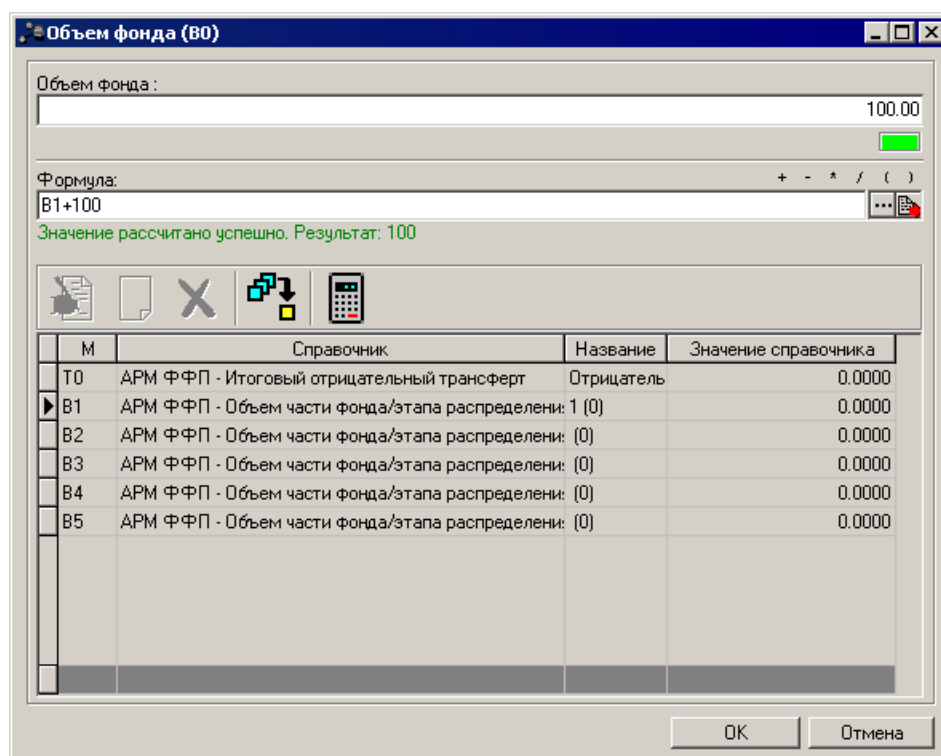 Объем фонда (B0)
Объем фонда :
100.00
Формула:
+ - * / ( )
B1+100
...
Значение рассчитано успешно. Результат: 100
М Справочник Название Значение справочника
T0 АРМ ФФП - Итоговый отрицательный трансферт Отрицатель 0.0000
B1 АРМ ФФП - Объем части фонда/этапа распределени 1 (0) 0.0000
B2 АРМ ФФП - Объем части фонда/этапа распределени (0) 0.0000
B3 АРМ ФФП - Объем части фонда/этапа распределени (0) 0.0000
B4 АРМ ФФП - Объем части фонда/этапа распределени (0) 0.0000
B5 АРМ ФФП - Объем части фонда/этапа распределени (0) 0.0000
OK Отмена